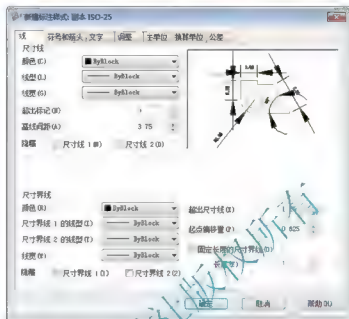 新建标注样式: 副本 ISO-25
线 符号和箭头 文字 调整 主单位 换算单位 公差
尺寸线
颜色(C): ByBlock
线型(L): ByBlock
线宽(G): ByBlock
超出标记(N):
基线间距(A): 3.75
隐藏: 尺寸线 1(M) 尺寸线 2(D)
尺寸界线
颜色(R): ByBlock
尺寸界线 1 的线型(I): ByBlock
尺寸界线 2 的线型(T): ByBlock
线宽(W): ByBlock
隐藏: 尺寸界线 1(1) 尺寸界线 2(2)
超出尺寸线(X):
起点偏移量(F): 0.625
固定长度的尺寸界线(O)
长度(E): 1
确定 取消 帮助(H)
版权所有